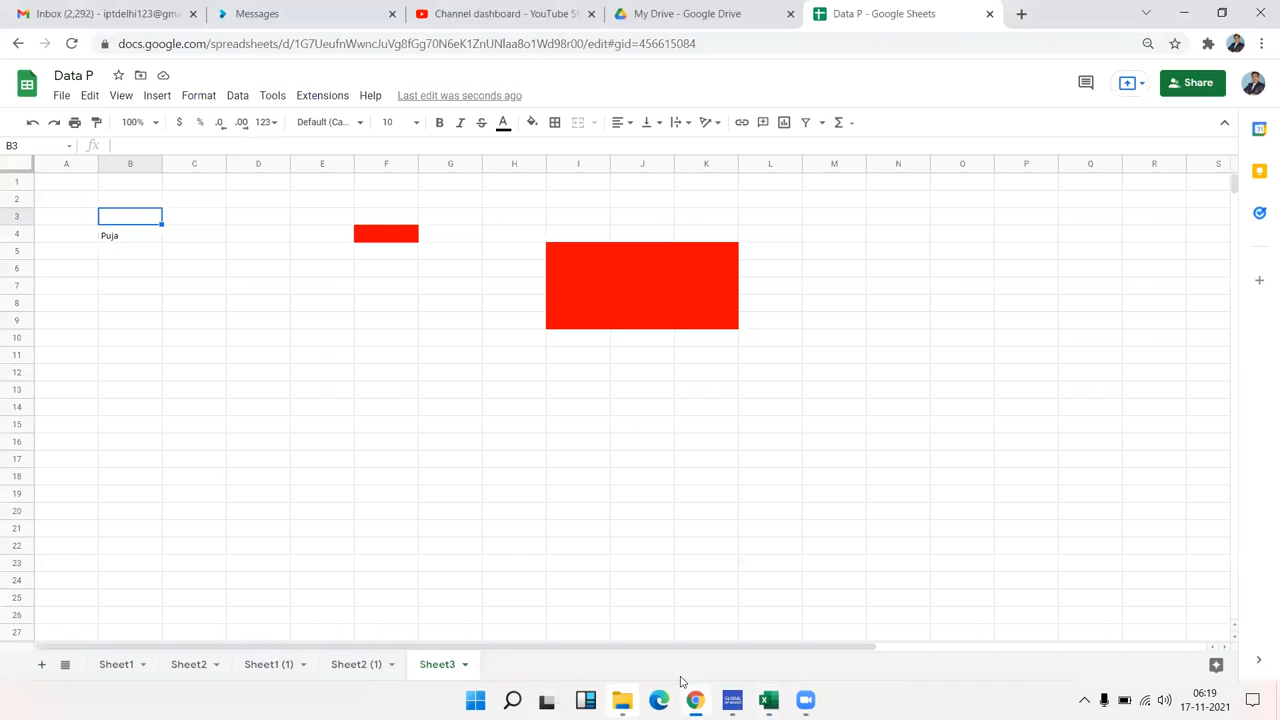 Inbox (2,292) - iptdelhi123@gma
Messages
Channel dashboard - YouTube St
My Drive - Google Drive
Data P - Google Sheets
docs.google.com/spreadsheets/d/1G7UeufnWwncJuVg8fGg70N6eK1ZnUNlaa8o1Wd98r00/edit#gid=456615084
Data P
File Edit View Insert Format Data Tools Extensions Help Last edit was seconds ago
Share
100% $ % .0 .00 123 Default (Ca... 10 B I S A
B3 fx
A B C D E F G H I J K L M N O P Q R S
1
2
3
4 Puja
5
6
7
8
9
10
11
12
13
14
15
16
17
18
19
20
21
22
23
24
25
26
27
Sheet1 Sheet2 Sheet1 (1) Sheet2 (1) Sheet3
06:19
17-11-2021